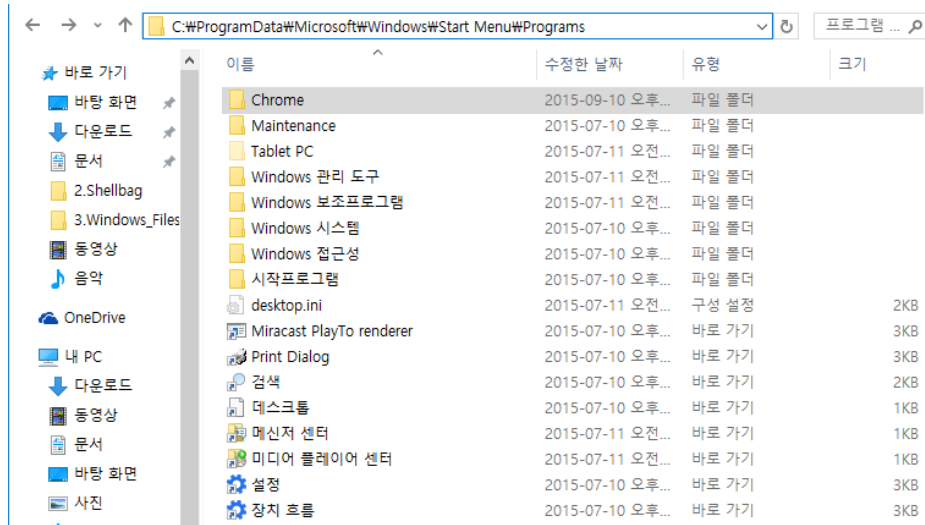 C:₩ProgramData₩Microsoft₩Windows₩Start Menu₩Programs
프로그램 ...
바로 가기
바탕 화면
다운로드
문서
2.Shellbag
3.Windows_Files
동영상
음악
OneDrive
내 PC
다운로드
동영상
문서
바탕 화면
사진
이름 수정한 날짜 유형 크기
Chrome 2015-09-10 오후... 파일 폴더
Maintenance 2015-07-10 오후... 파일 폴더
Tablet PC 2015-07-11 오전... 파일 폴더
Windows 관리 도구 2015-07-11 오전... 파일 폴더
Windows 보조프로그램 2015-07-11 오전... 파일 폴더
Windows 시스템 2015-07-10 오후... 파일 폴더
Windows 접근성 2015-07-10 오후... 파일 폴더
시작프로그램 2015-07-10 오후... 파일 폴더
desktop.ini 2015-07-11 오전... 구성 설정 2KB
Miracast PlayTo renderer 2015-07-10 오후... 바로 가기 3KB
Print Dialog 2015-07-10 오후... 바로 가기 3KB
검색 2015-07-10 오후... 바로 가기 2KB
데스크톱 2015-07-10 오후... 바로 가기 1KB
메신저 센터 2015-07-11 오전... 바로 가기 1KB
미디어 플레이어 센터 2015-07-11 오전... 바로 가기 1KB
설정 2015-07-10 오후... 바로 가기 3KB
장치 흐름 2015-07-10 오후... 바로 가기 3KB